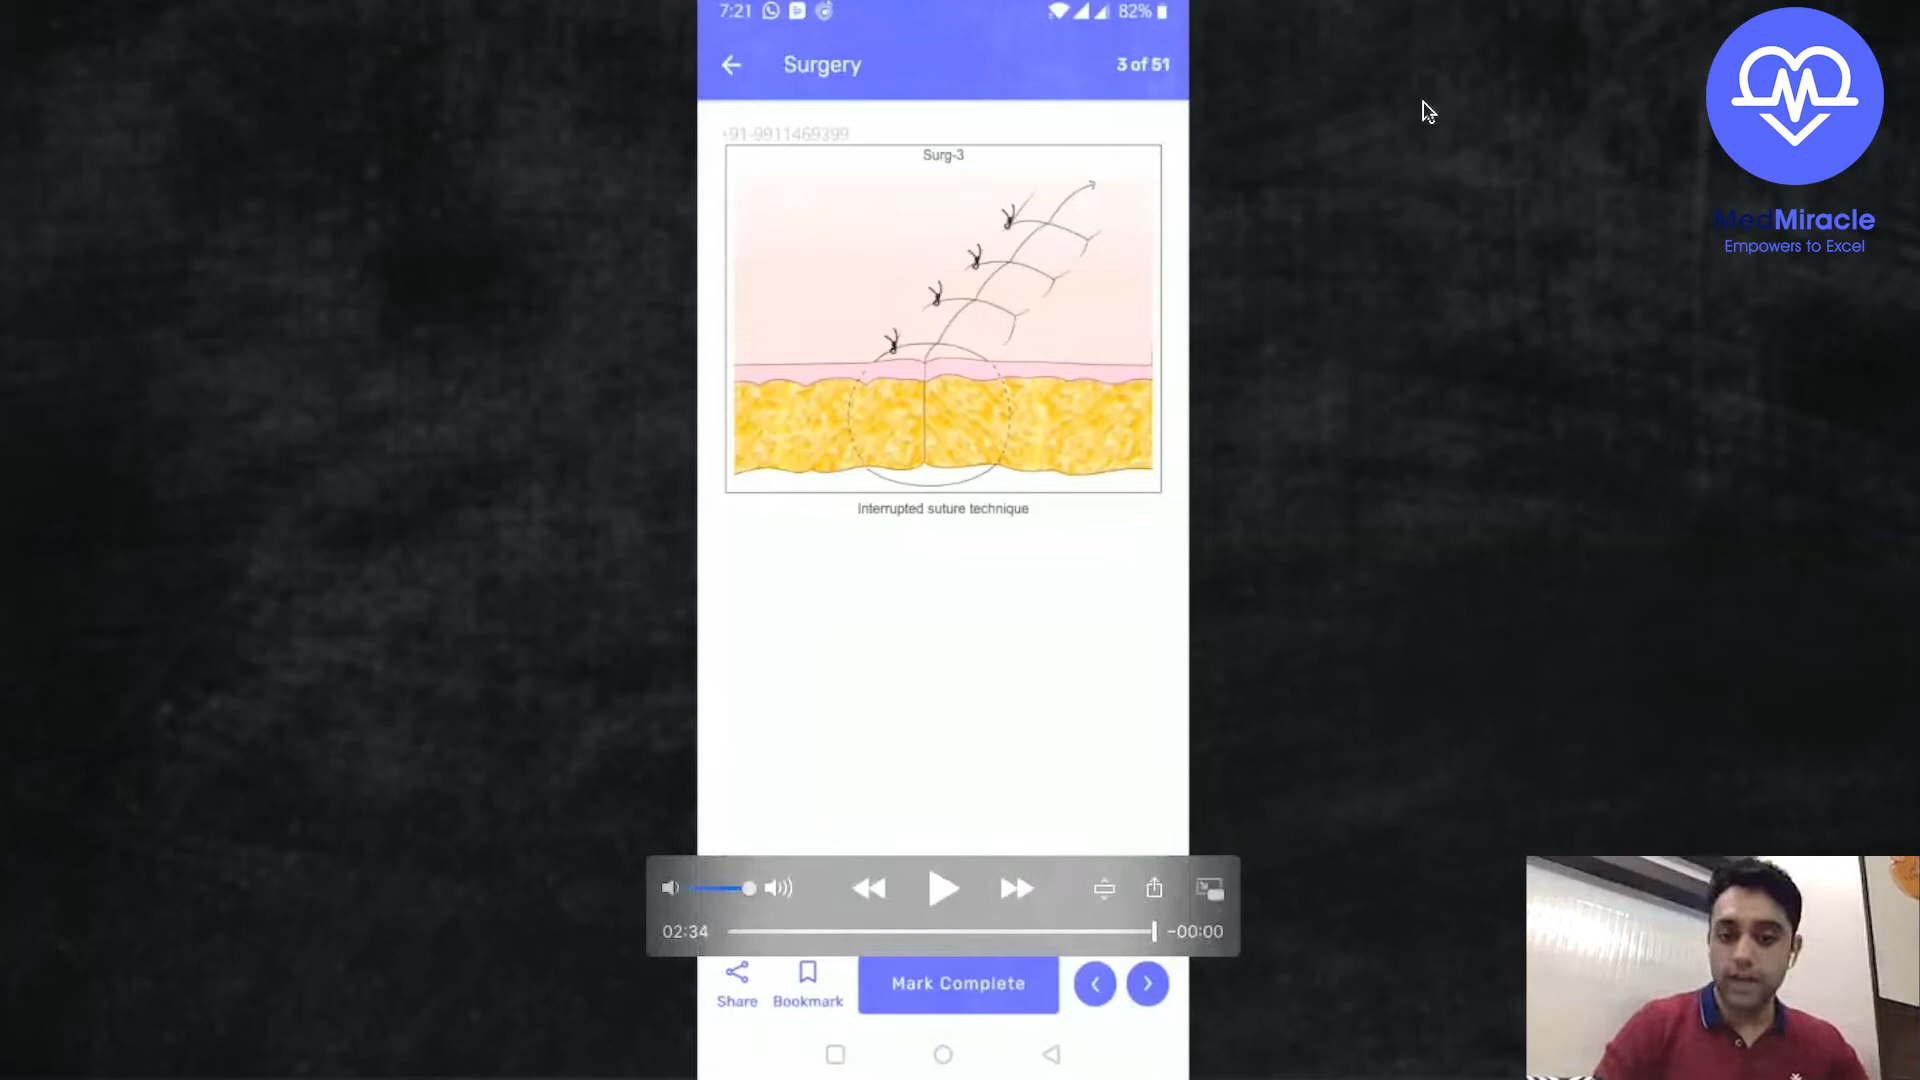 7:21
82%
Surgery
3 of 51
+91-9911469399
Surg-3
Interrupted suture technique
02:34
-00:00
Share
Bookmark
Mark Complete
MedMiracle
Empowers to Excel